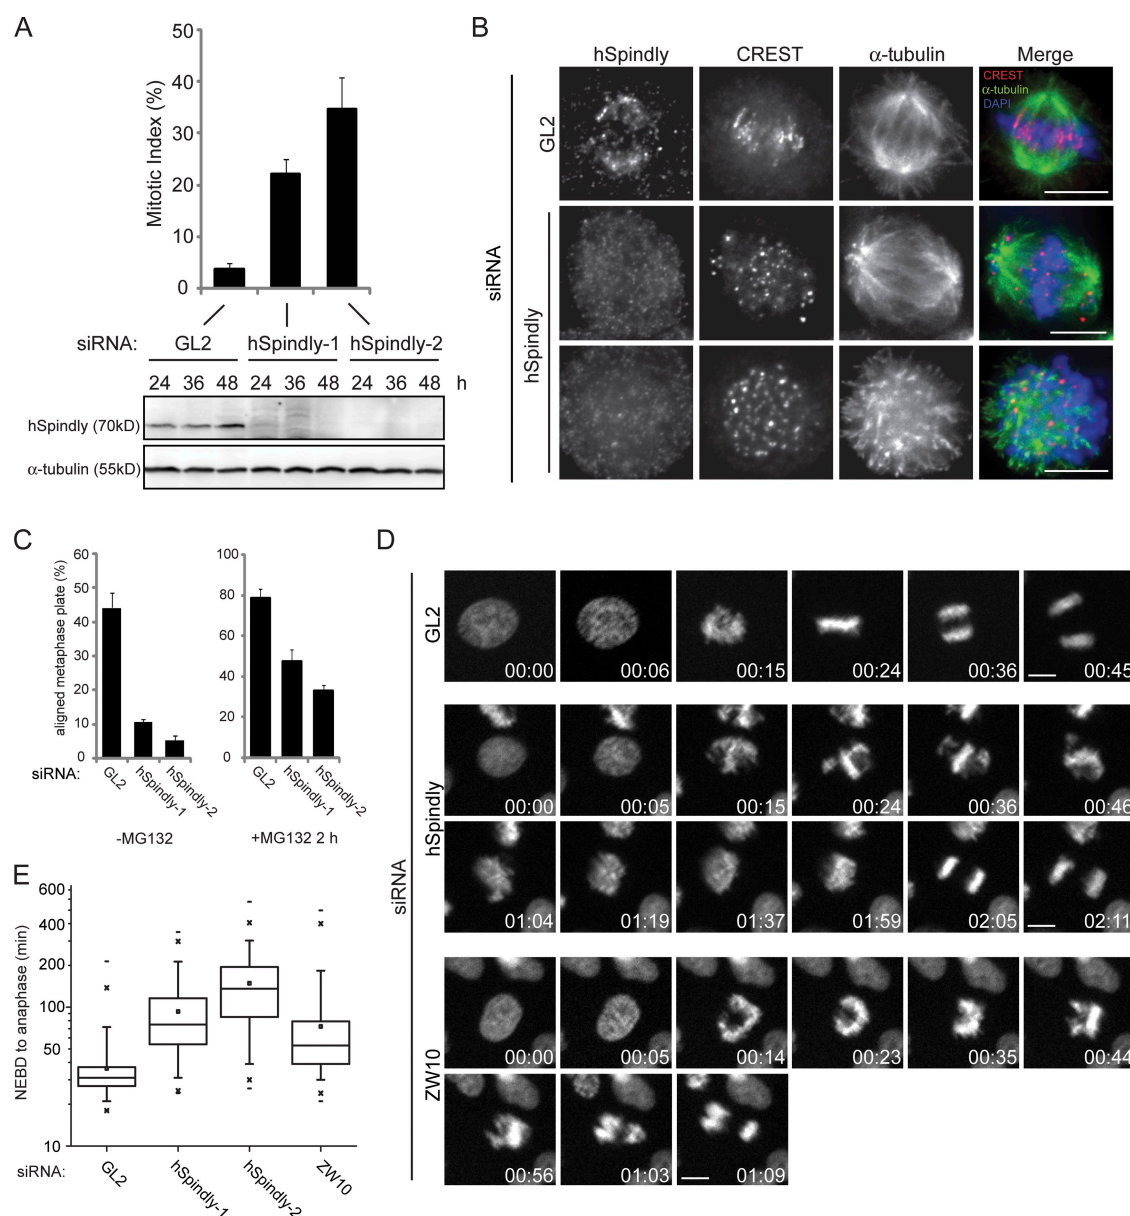 A
50
40
30
20
10
0
Mitotic Index (%)
siRNA: GL2 hSpindly-1 hSpindly-2
24 36 48 24 36 48 24 36 48 h
hSpindly (70kD)
α-tubulin (55kD)
B
hSpindly CREST α-tubulin Merge
CREST
α-tubulin
DAPI
GL2
hSpindly
siRNA
C
60
50
40
30
20
10
0
aligned metaphase plate (%)
100
80
60
40
20
0
siRNA: GL2 hSpindly-1 hSpindly-2 GL2 hSpindly-1 hSpindly-2
-MG132 +MG132 2 h
D
siRNA
GL2
00:00 00:06 00:15 00:24 00:36 00:45
hSpindly
00:00 00:05 00:15 00:24 00:36 00:46
01:04 01:19 01:37 01:59 02:05 02:11
ZW10
00:00 00:05 00:14 00:23 00:35 00:44
00:56 01:03 01:09
E
600
400
200
100
50
10
NEBD to anaphase (min)
siRNA: GL2 hSpindly-1 hSpindly-2 ZW10